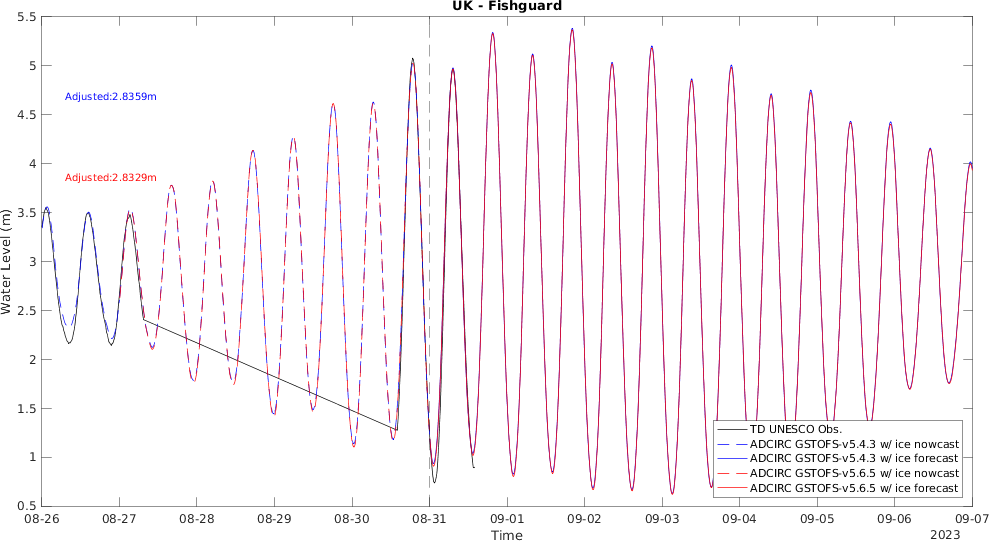 UK - Fishguard
5.5
5
4.5
4
3.5
3
2.5
2
1.5
1
0.5
Water Level (m)
Adjusted:2.8359m
Adjusted:2.8329m
TD UNESCO Obs.
ADCIRC GSTOFS-v5.4.3 w/ ice nowcast
ADCIRC GSTOFS-v5.4.3 w/ ice forecast
ADCIRC GSTOFS-v5.6.5 w/ ice nowcast
ADCIRC GSTOFS-v5.6.5 w/ ice forecast
08-26 08-27 08-28 08-29 08-30 08-31 09-01 09-02 09-03 09-04 09-05 09-06 09-07
Time
2023